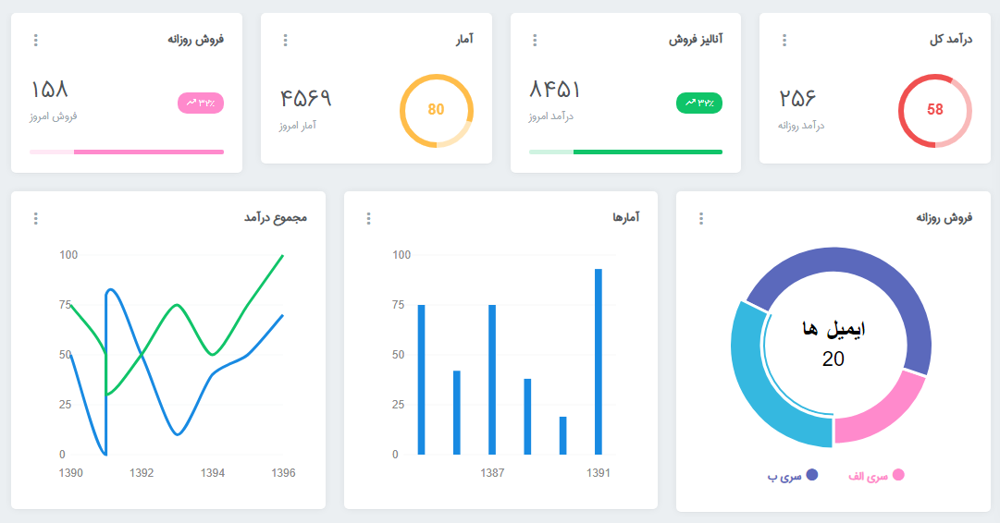 درآمد کل
58
۲۵۶
درآمد روزانه
آنالیز فروش
۳۲٪
۸۴۵۱
درآمد امروز
آمار
80
۴۵۶۹
آمار امروز
فروش روزانه
۳۲٪
۱۵۸
فروش امروز
فروش روزانه
ایمیل ها
20
سری الف
سری ب
آمارها
100
75
50
25
0
1387 1391
مجموع درآمد
100
75
50
25
0
1390 1392 1394 1396